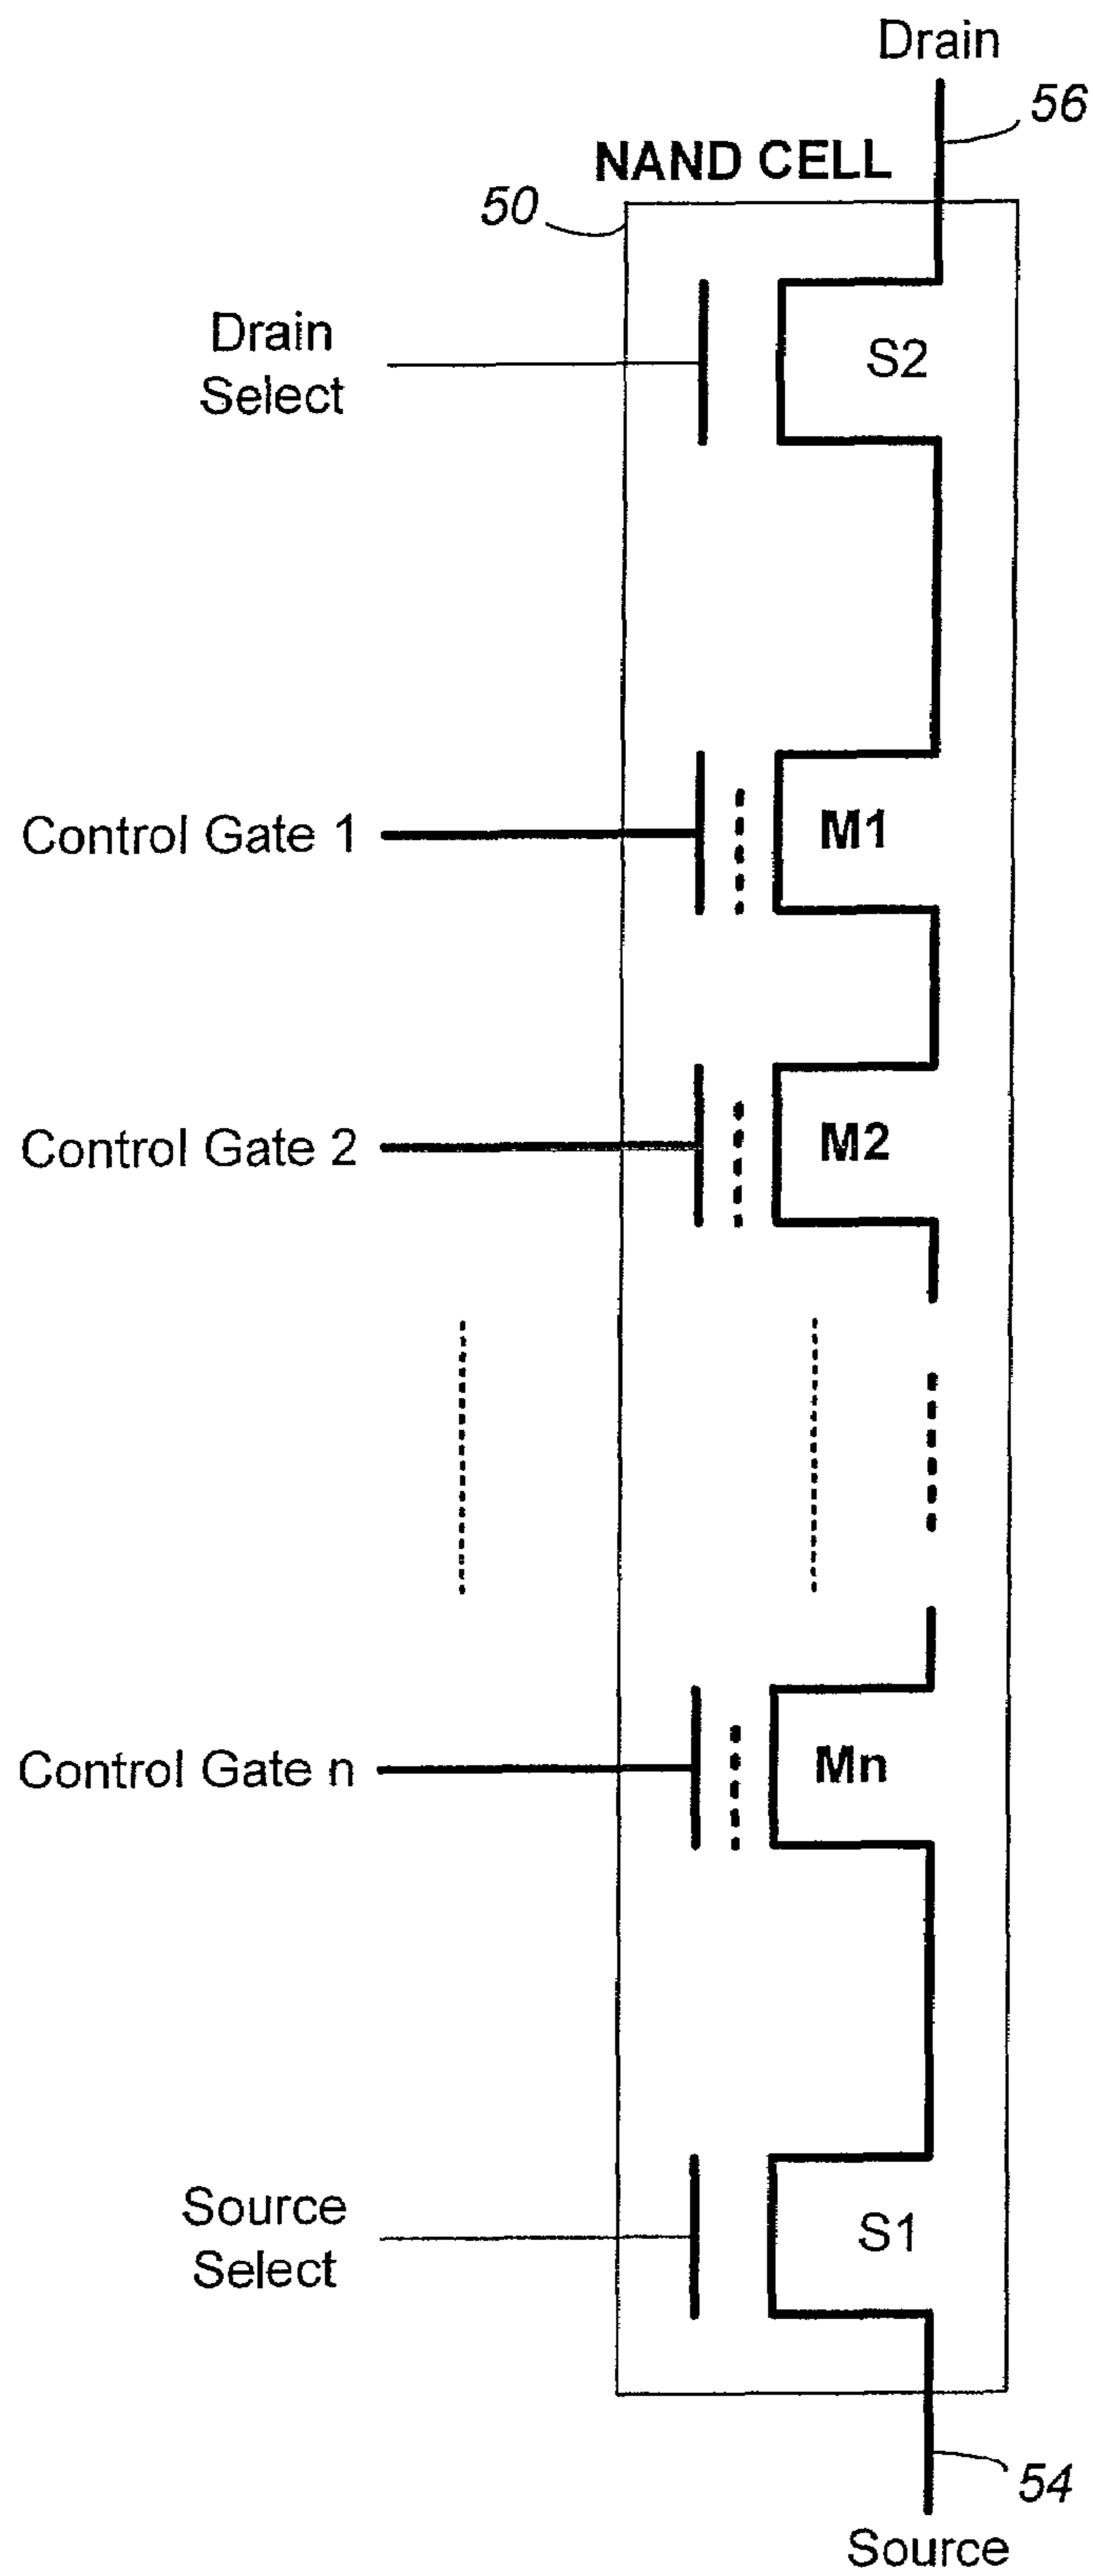 Drain
56
NAND CELL
50
Drain
Select
S2
Control Gate 1
M1
Control Gate 2
M2
Control Gate n
Mn
Source
Select
S1
54
Source